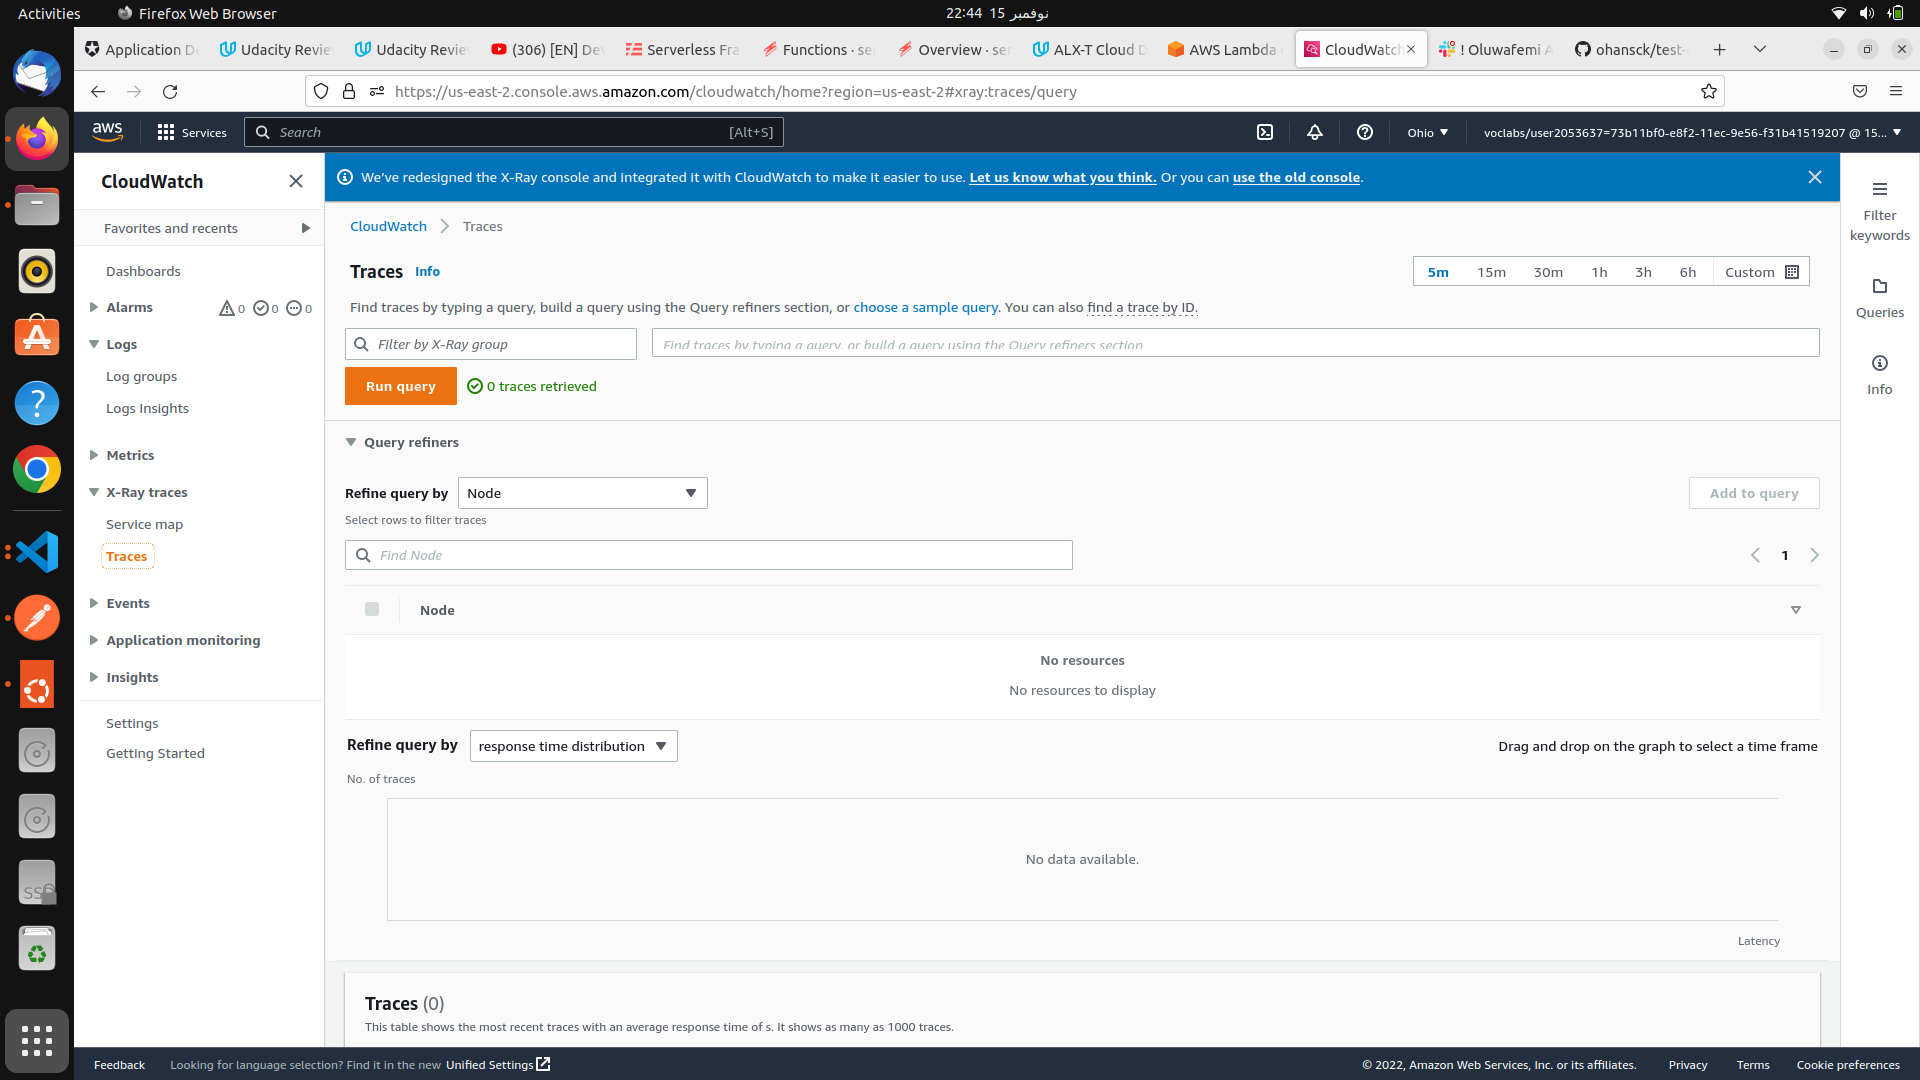 Activities
Firefox Web Browser
22:44 15 نوفمبر
Application De
Udacity Revie
Udacity Revie
(306) [EN] Dev
Serverless Fra
Functions · ser
Overview · ser
ALX-T Cloud D
AWS Lambda
CloudWatch
! Oluwafemi A
ohansck/test-
https://us-east-2.console.aws.amazon.com/cloudwatch/home?region=us-east-2#xray:traces/query
aws
Services
Search
[Alt+S]
Ohio
voclabs/user2053637=73b11bf0-e8f2-11ec-9e56-f31b41519207 @ 15...
CloudWatch
Favorites and recents
Dashboards
Alarms
0
0
0
Logs
Log groups
Logs Insights
Metrics
X-Ray traces
Service map
Traces
Events
Application monitoring
Insights
Settings
Getting Started
We've redesigned the X-Ray console and integrated it with CloudWatch to make it easier to use. Let us know what you think. Or you can use the old console.
CloudWatch
Traces
Traces
Info
5m
15m
30m
1h
3h
6h
Custom
Find traces by typing a query, build a query using the Query refiners section, or choose a sample query. You can also find a trace by ID.
Filter by X-Ray group
Find traces by typing a query, or build a query using the Query refiners section
Run query
0 traces retrieved
Query refiners
Refine query by
Node
Add to query
Select rows to filter traces
Find Node
1
Node
No resources
No resources to display
Refine query by
response time distribution
Drag and drop on the graph to select a time frame
No. of traces
No data available.
Latency
Traces (0)
This table shows the most recent traces with an average response time of s. It shows as many as 1000 traces.
Filter
keywords
Queries
Info
SSD
Feedback
Looking for language selection? Find it in the new Unified Settings
© 2022, Amazon Web Services, Inc. or its affiliates.
Privacy
Terms
Cookie preferences